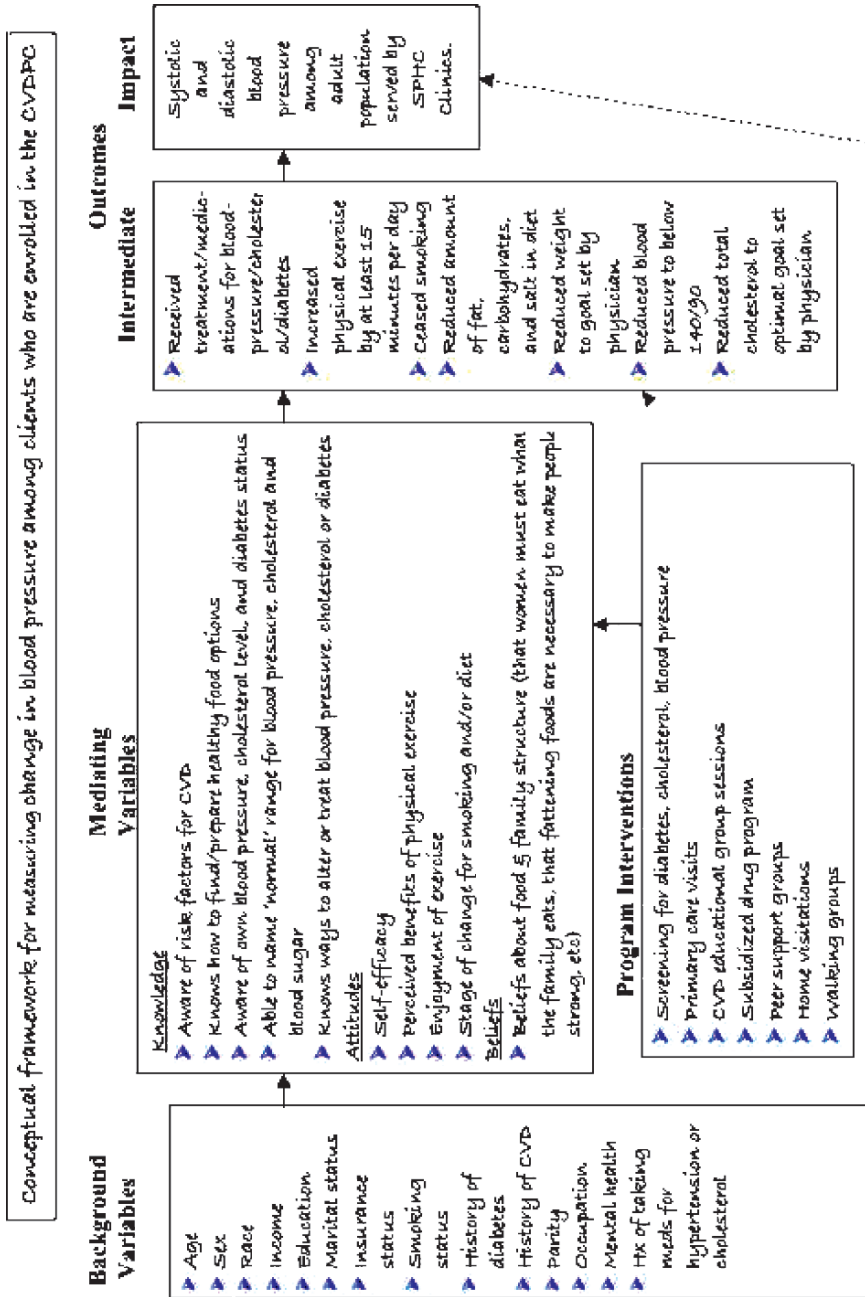 Conceptual framework for measuring change in blood pressure among clients who are enrolled in the CVDPC
Background
Variables
Age
Sex
Race
Income
Education
Marital status
Insurance
status
Smoking
status
History of
diabetes
History of CVD
Parity
Occupation
Mental health
Hx of taking
meds for
hypertension or
cholesterol
Mediating
Variables
Knowledge
Aware of risk factors for CVD
Knows how to find/prepare healthy food options
Aware of own blood pressure, cholesterol level, and diabetes status
Able to name 'normal' range for blood pressure, cholesterol and
blood sugar
Knows ways to alter or treat blood pressure, cholesterol or diabetes
Attitudes
Self-efficacy
Perceived benefits of physical exercise
Enjoyment of exercise
Stage of change for smoking and/or diet
Beliefs
Beliefs about food & family structure (that women must eat what
the family eats, that fattening foods are necessary to make people
strong, etc)
Program Interventions
Screening for diabetes, cholesterol, blood pressure
Primary care visits
CVD educational group sessions
Subsidized drug program
Peer support groups
Home visitations
Walking groups
Outcomes
Intermediate
Received
treatment/medic-
ations for blood-
pressure/cholester
ol/diabetes
Increased
physical exercise
by at least 15
minutes per day
Ceased smoking
Reduced amount
of fat,
carbohydrates,
and salt in diet
Reduced weight
to goal set by
physician
Reduced blood
pressure to below
140/90
Reduced total
cholesterol to
optimal goal set
by physician
Impact
Systolic
and
diastolic
blood
pressure
among
adult
population
served by
SPHC
Clinics.